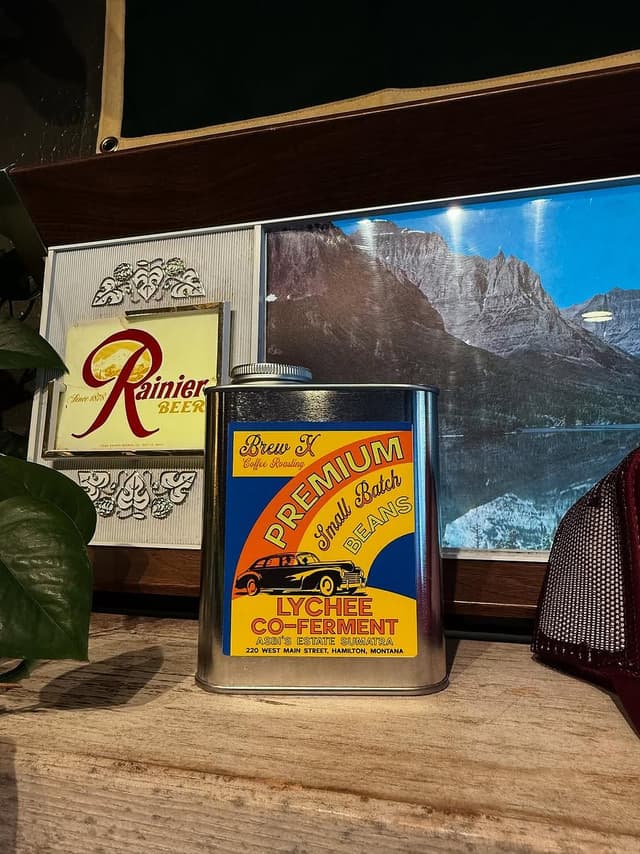 Since 1878
Rainier
BEER
Brew H
Coffee Roasting
PREMIUM
Small Batch
BEANS
LYCHEE
CO-FERMENT
ASBI'S ESTATE SUMATRA
220 WEST MAIN STREET, HAMILTON, MONTANA